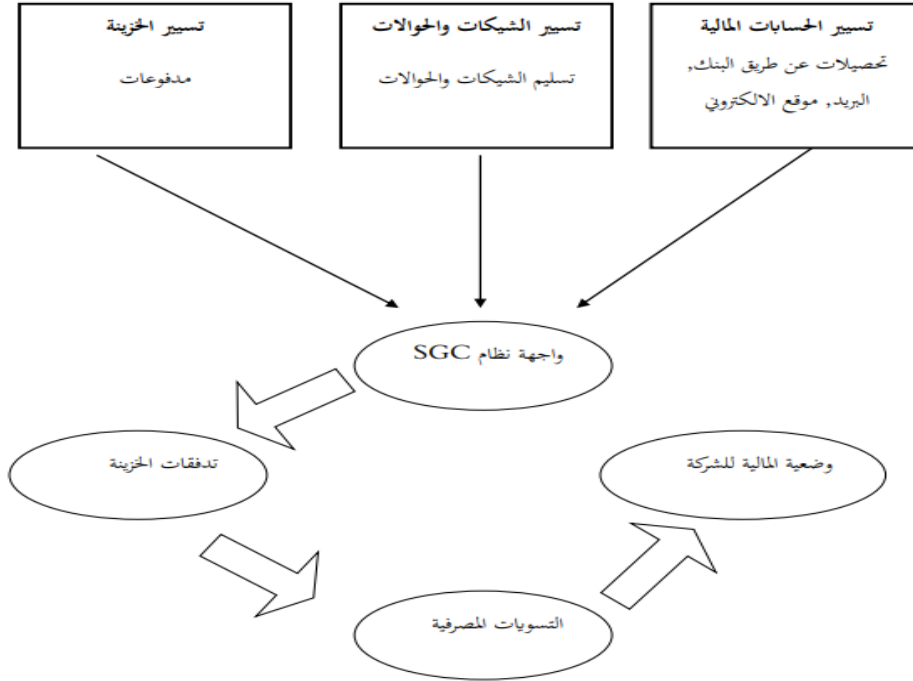 تسيير الحسابات المالية
تحصيلات عن طريق البنك,
البريد, موقع الالكتروني
تسيير الشيكات والحوالات
تسليم الشيكات والحوالات
تسيير الخزينة
مدفوعات
واجهة نظام SGC
تدفقات الخزينة
وضعية المالية للشركة
التسويات المصرفية